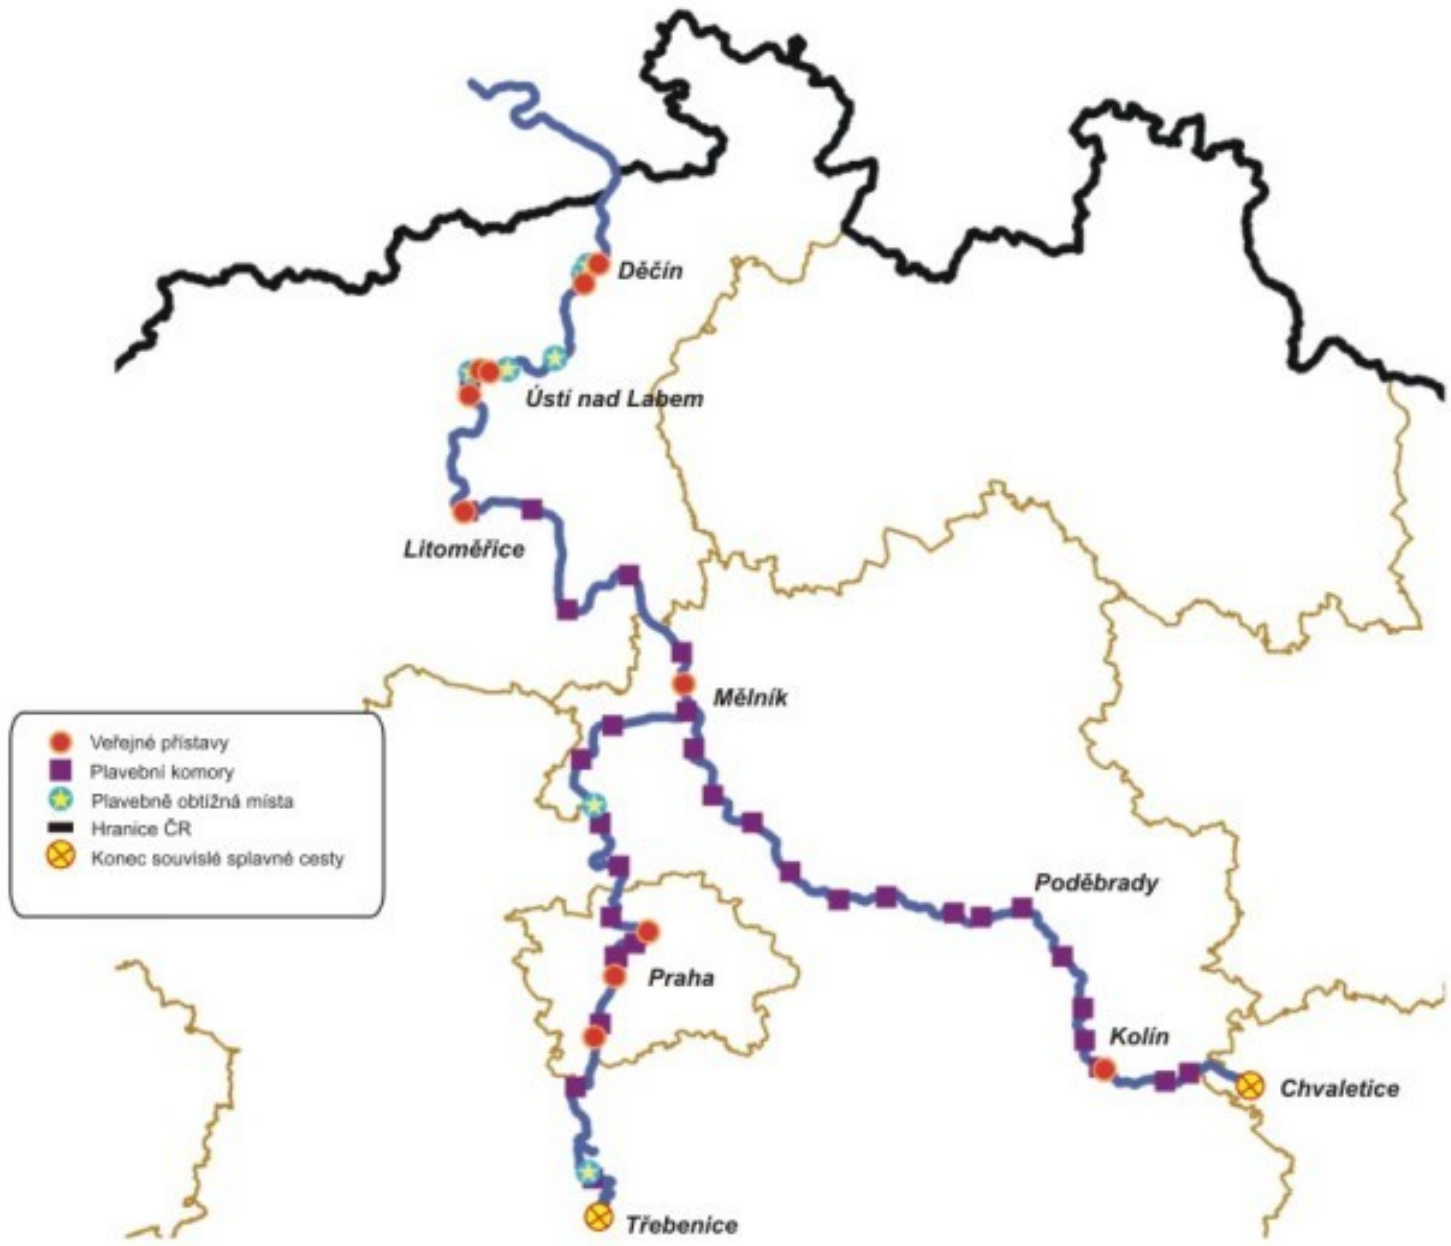 Děčín
Ústí nad Labem
Litoměřice
Mělník
Veřejné přístavy
Plavební komory
Plavebně obtížná místa
Hranice ČR
Konec souvislé splavné cesty
Poděbrady
Praha
Kolín
Chvaletice
Třebenice